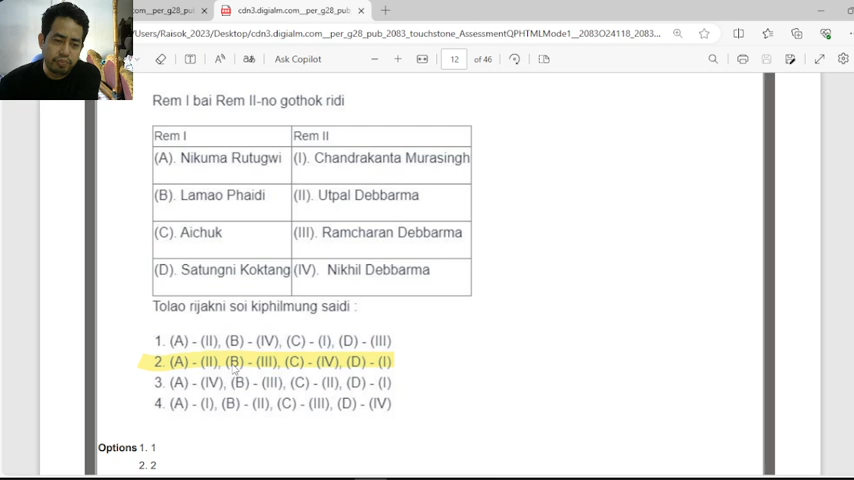 com__per_g28_pub
cdn3.digialm.com__per_g28_pub_
/Users/Raisok_2023/Desktop/cdn3.digialm.com__per_g28_pub_2083_touchstone_AssessmentQPHTMLMode1__2083O24118_2083...
Ask Copilot
12 of 46
Rem I bai Rem II-no gothok ridi
Rem I Rem II
(A). Nikuma Rutugwi (I). Chandrakanta Murasingh
(B). Lamao Phaidi (II). Utpal Debbarma
(C). Aichuk (III). Ramcharan Debbarma
(D). Satungni Koktang (IV). Nikhil Debbarma
Tolao rijakni soi kiphilmung saidi :
1. (A) - (II), (B) - (IV), (C) - (I), (D) - (III)
2. (A) - (II), (B) - (III), (C) - (IV), (D) - (I)
3. (A) - (IV), (B) - (III), (C) - (II), (D) - (I)
4. (A) - (I), (B) - (II), (C) - (III), (D) - (IV)
Options 1. 1
2. 2